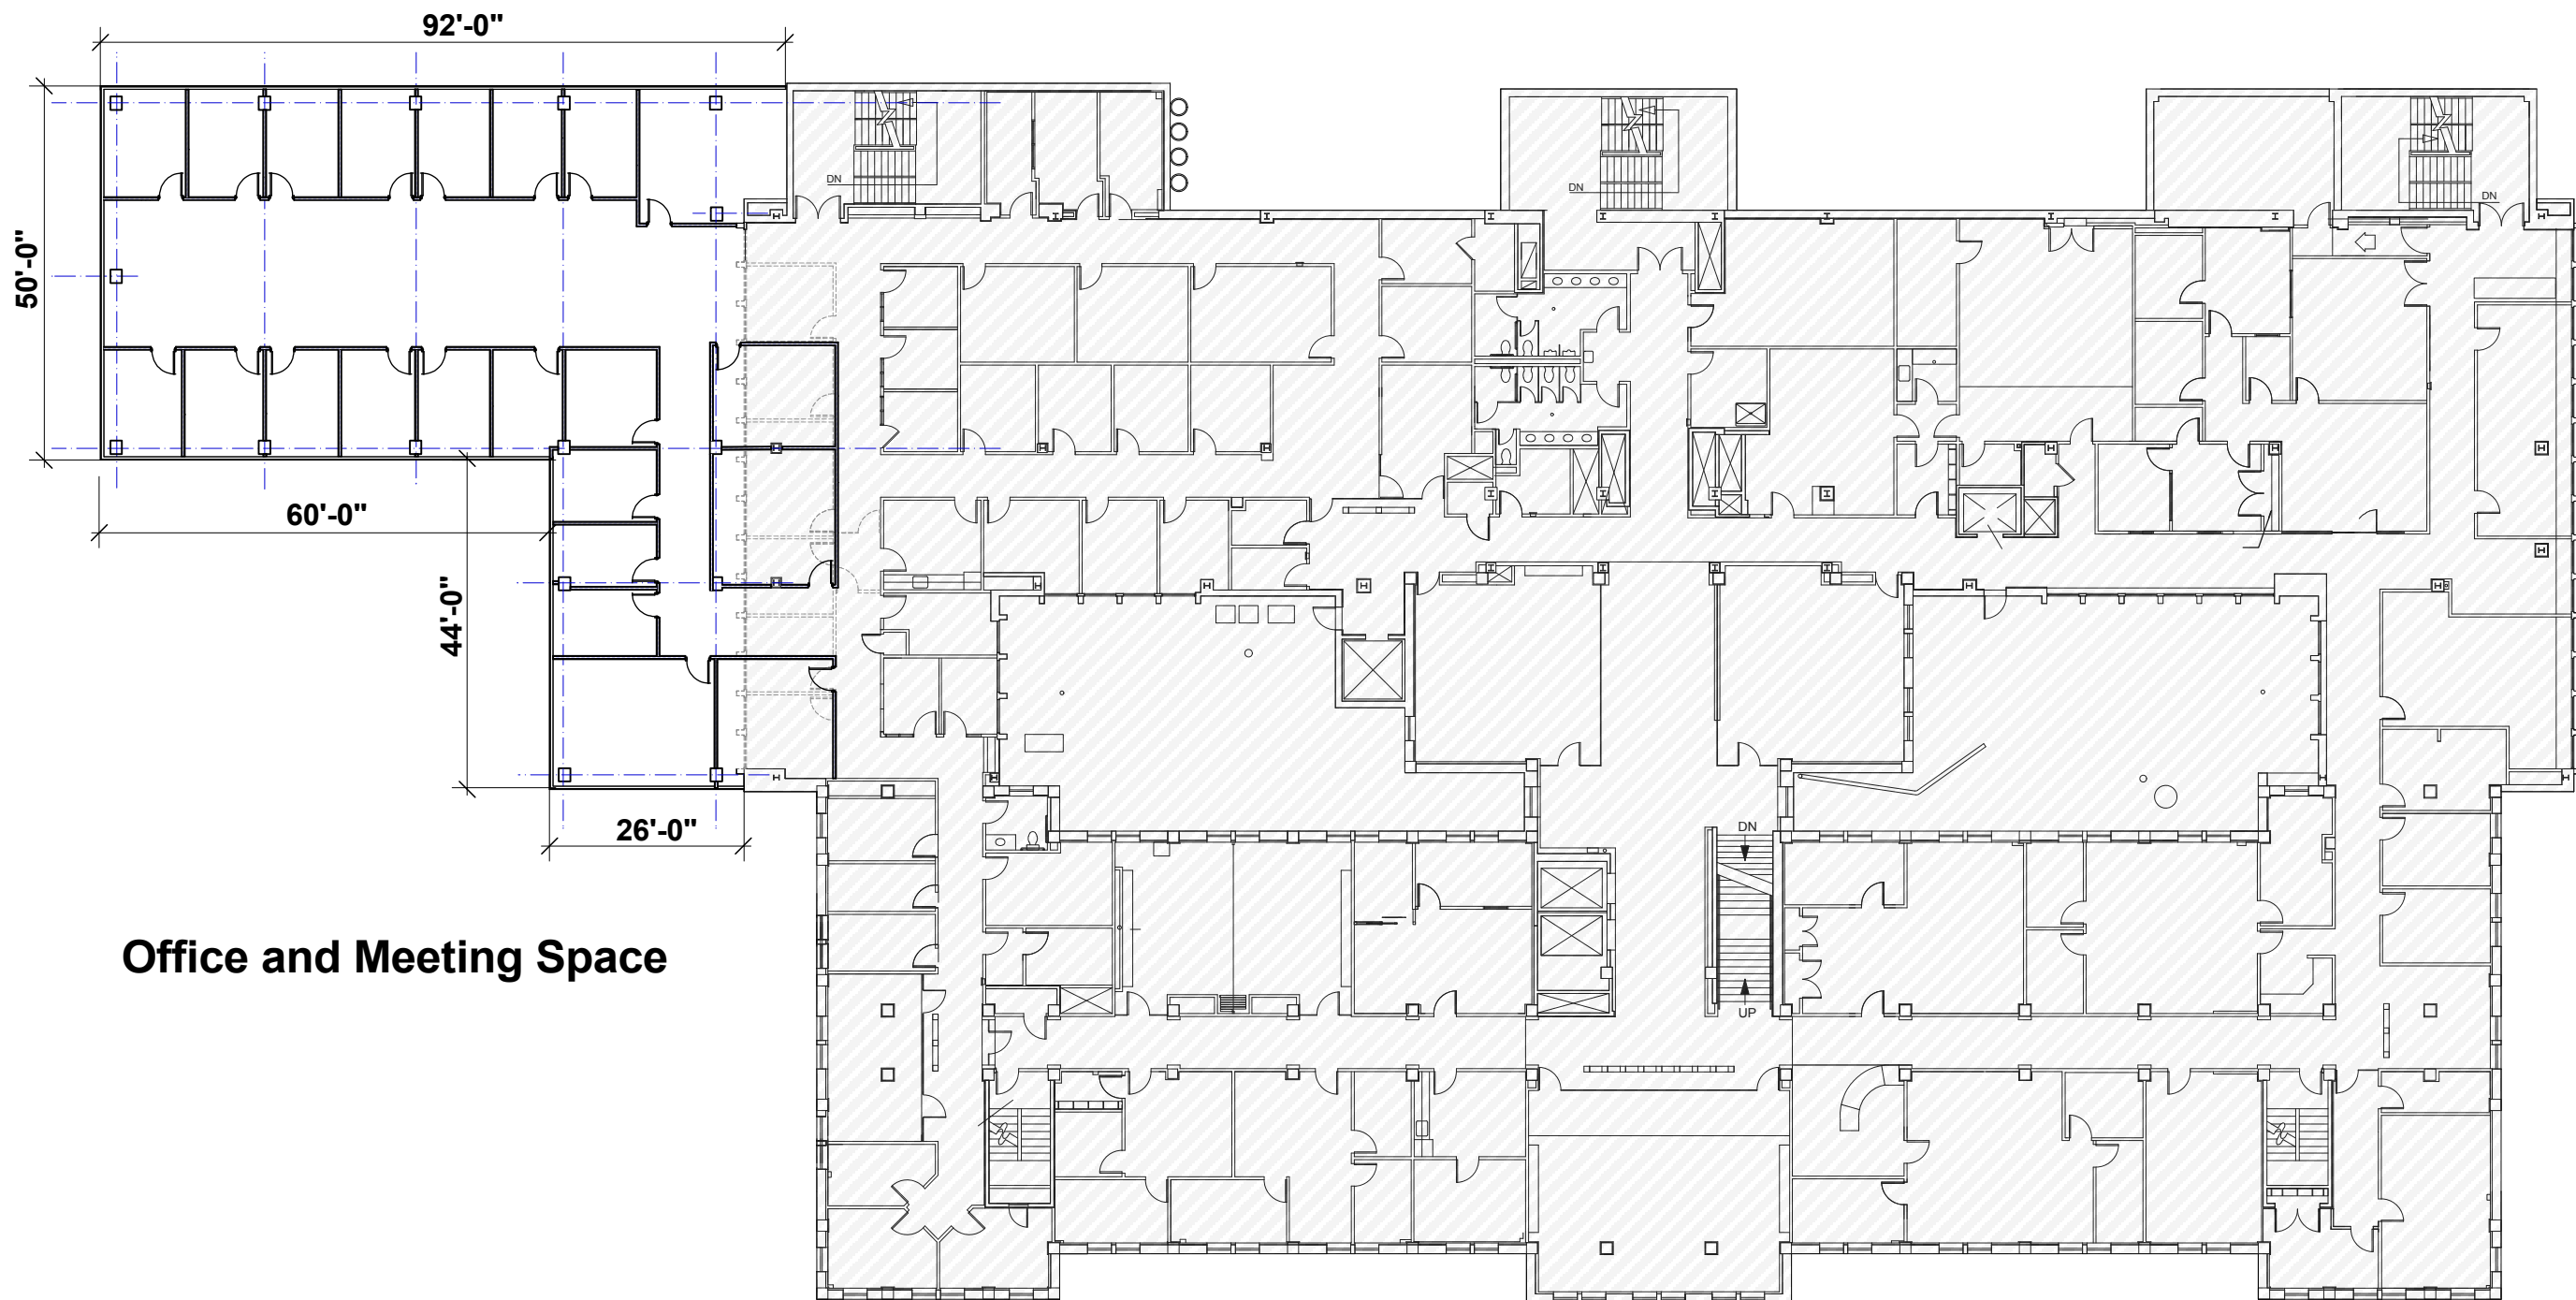 92'-0"
50'-0"
DN
DN
DN
60'-0"
44'-0"
26'-0"
DN
Office and Meeting Space
UP